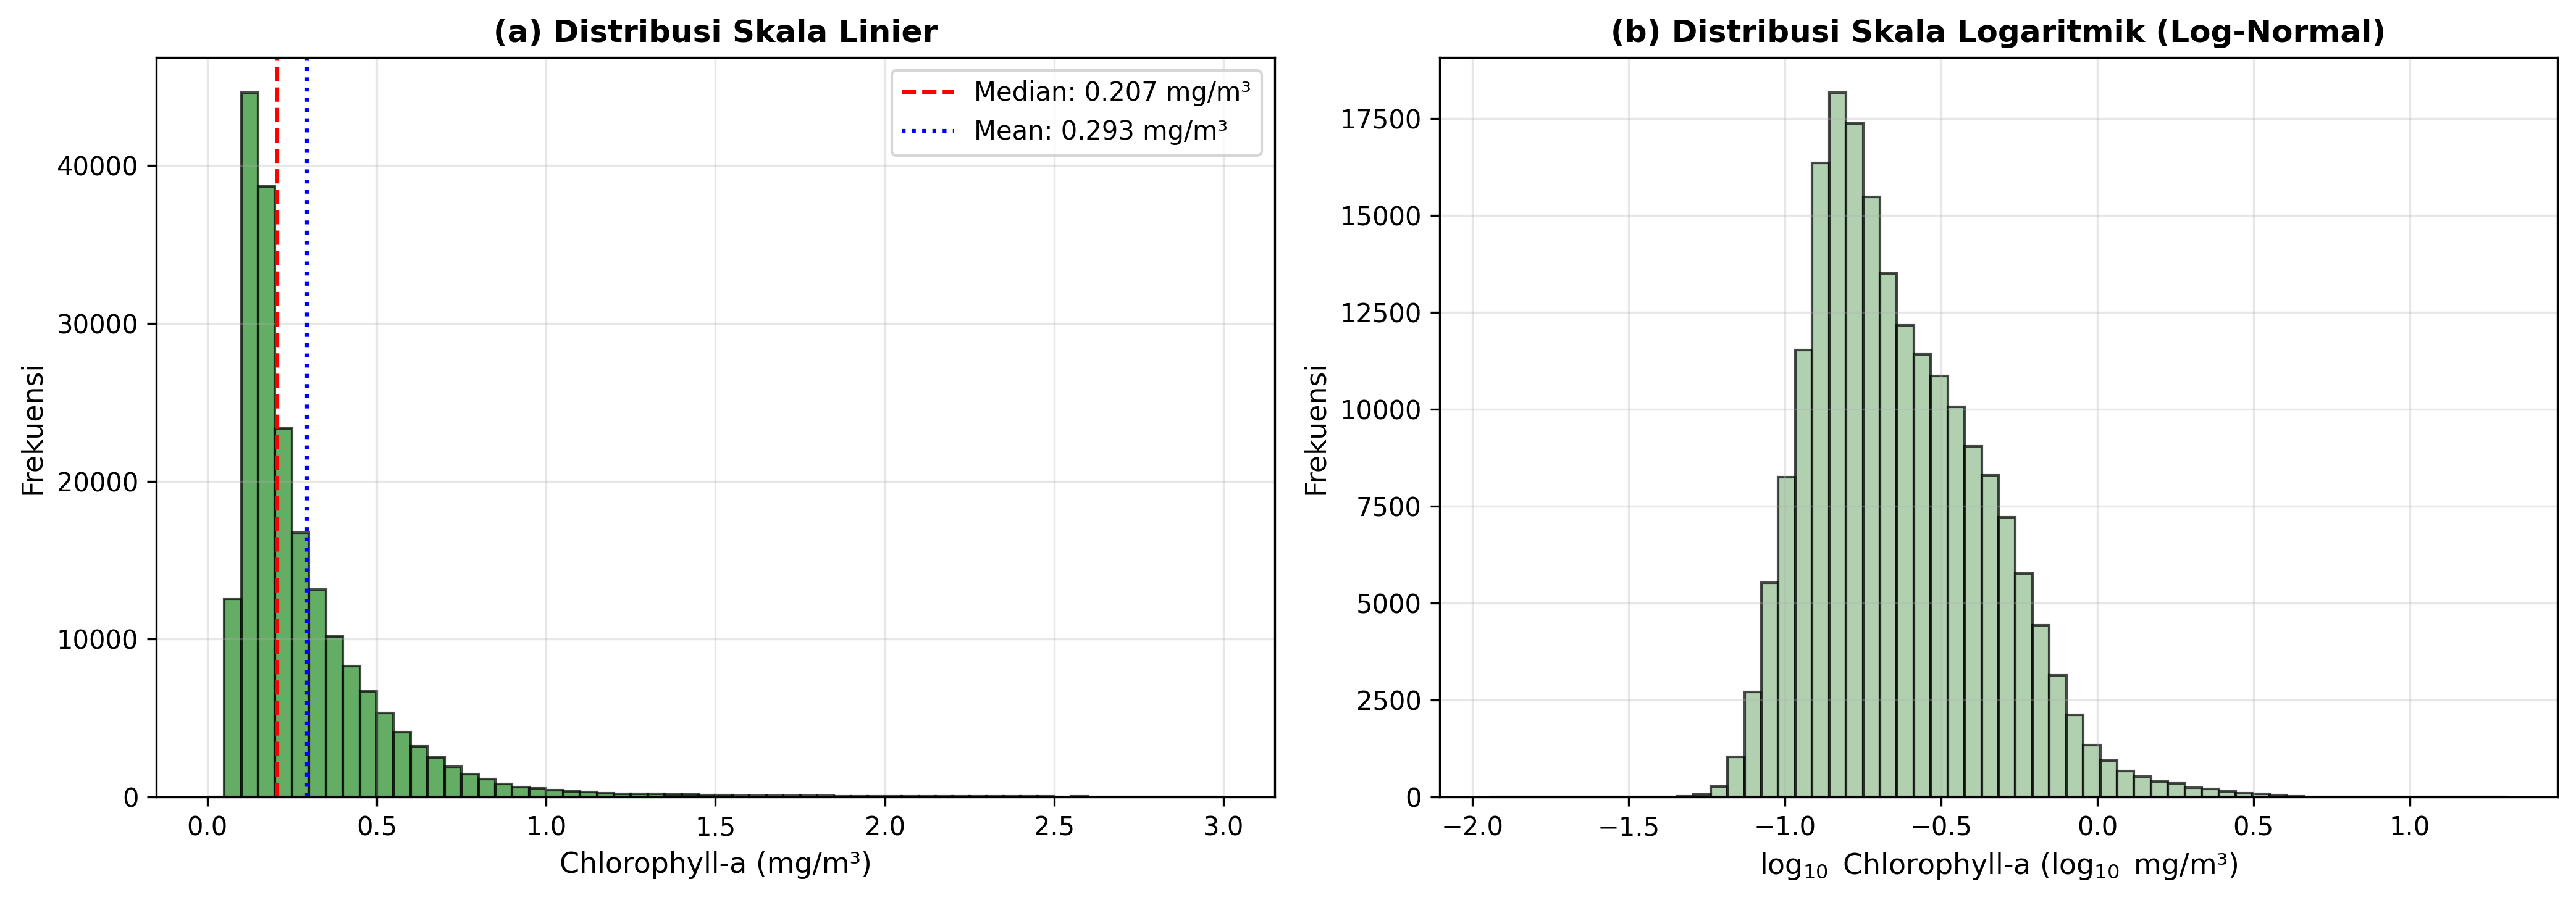 (a) Distribusi Skala Linier
Median: 0.207 mg/m³
Mean: 0.293 mg/m³
Frekuensi
40000
30000
20000
10000
0
0.0 0.5 1.0 1.5 2.0 2.5 3.0
Chlorophyll-a (mg/m³)
(b) Distribusi Skala Logaritmik (Log-Normal)
Frekuensi
17500
15000
12500
10000
7500
5000
2500
0
−2.0 −1.5 −1.0 −0.5 0.0 0.5 1.0
log₁₀ Chlorophyll-a (log₁₀ mg/m³)